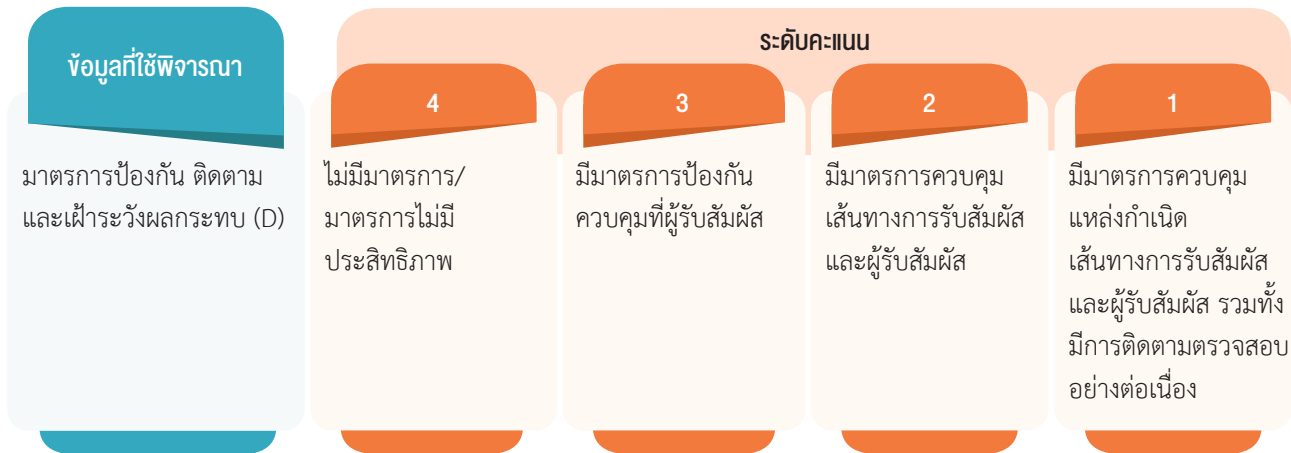 ข้อมูลที่ใช้พิจารณา
ระดับคะแนน
4
3
2
1
มาตรการป้องกัน ติดตาม
และเฝ้าระวังผลกระทบ (D)
ไม่มีมาตรการ/
มาตรการไม่มี
ประสิทธิภาพ
มีมาตรการป้องกัน
ควบคุมที่ผู้รับสัมผัส
มีมาตรการควบคุม
เส้นทางการรับสัมผัส
และผู้รับสัมผัส
มีมาตรการควบคุม
แหล่งกำเนิด
เส้นทางการรับสัมผัส
และผู้รับสัมผัส รวมทั้ง
มีการติดตามตรวจสอบ
อย่างต่อเนื่อง